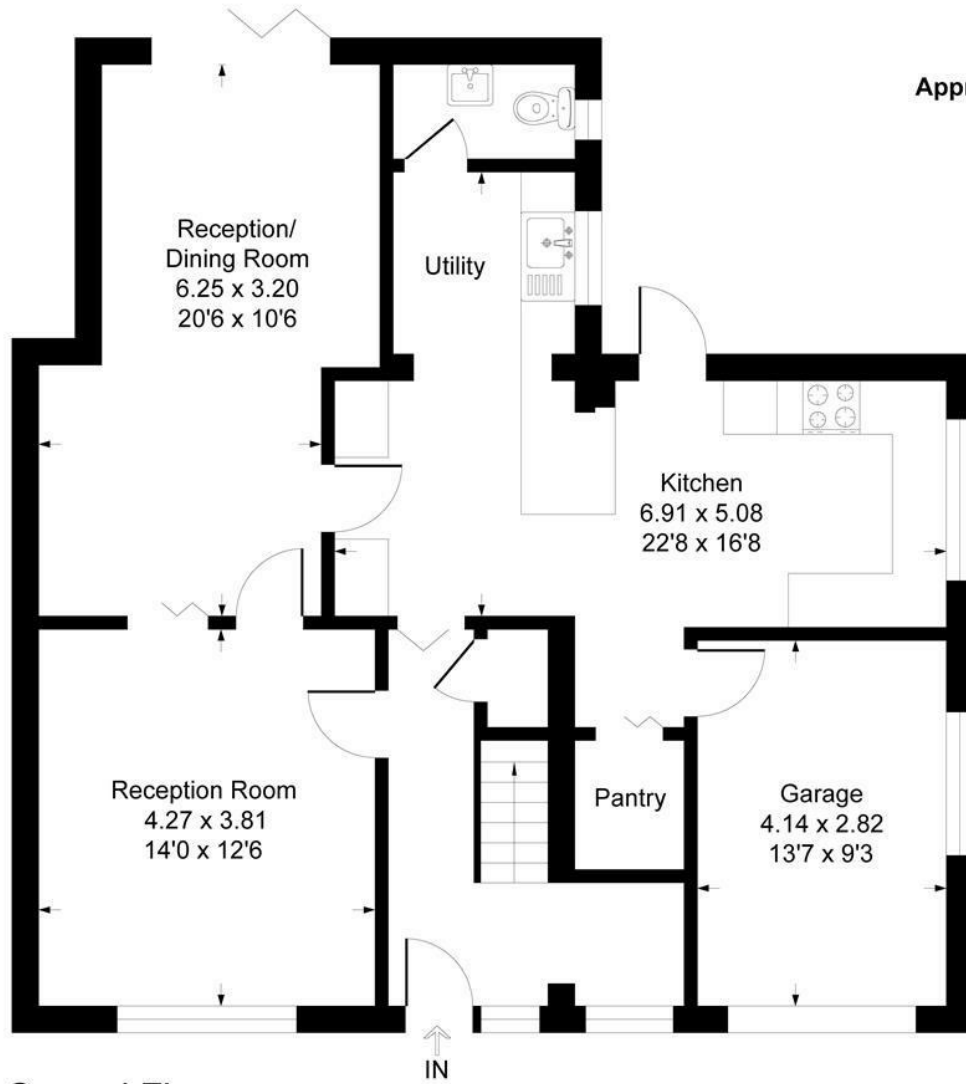 Appr
Reception/
Dining Room
6.25 x 3.20
20'6 x 10'6
Utility
Kitchen
6.91 x 5.08
22'8 x 16'8
Reception Room
4.27 x 3.81
14'0 x 12'6
Pantry
Garage
4.14 x 2.82
13'7 x 9'3
IN